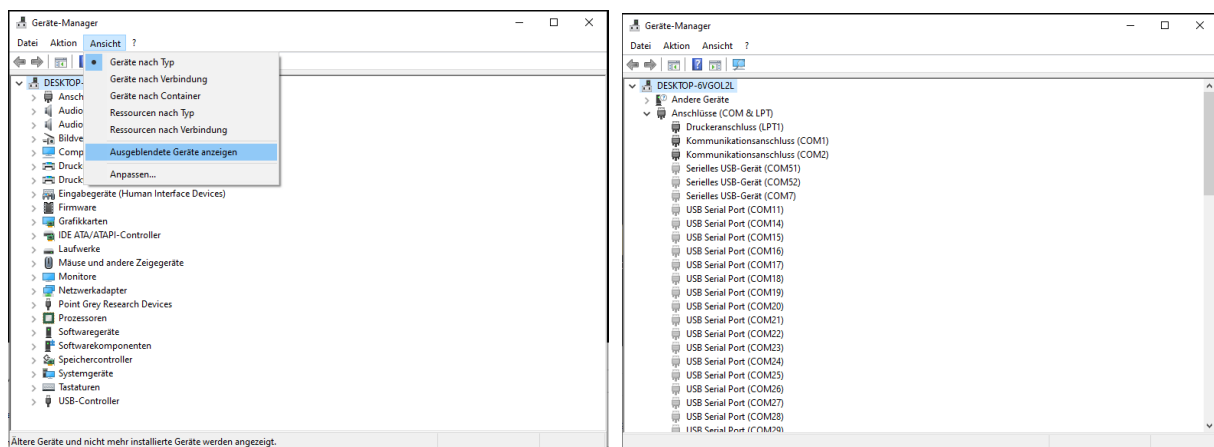 Geräte-Manager
Datei Aktion Ansicht ?
Geräte nach Typ
Geräte nach Verbindung
Geräte nach Container
Ressourcen nach Typ
Ressourcen nach Verbindung
Ausgeblendete Geräte anzeigen
Anpassen...
DESKTOP-
Ansch
Audio
Audio
Bildve
Comp
Druck
Druck
Eingabegeräte (Human Interface Devices)
Firmware
Grafikkarten
IDE ATA/ATAPI-Controller
Laufwerke
Mäuse und andere Zeigegeräte
Monitore
Netzwerkadapter
Point Grey Research Devices
Prozessoren
Softwaregeräte
Softwarekomponenten
Speichercontroller
Systemgeräte
Tastaturen
USB-Controller
Ältere Geräte und nicht mehr installierte Geräte werden angezeigt.
Geräte-Manager
Datei Aktion Ansicht ?
DESKTOP-6VGOL2L
Andere Geräte
Anschlüsse (COM & LPT)
Druckeranschluss (LPT1)
Kommunikationsanschluss (COM1)
Kommunikationsanschluss (COM2)
Serielles USB-Gerät (COM51)
Serielles USB-Gerät (COM52)
Serielles USB-Gerät (COM7)
USB Serial Port (COM11)
USB Serial Port (COM14)
USB Serial Port (COM15)
USB Serial Port (COM16)
USB Serial Port (COM17)
USB Serial Port (COM18)
USB Serial Port (COM19)
USB Serial Port (COM20)
USB Serial Port (COM21)
USB Serial Port (COM22)
USB Serial Port (COM23)
USB Serial Port (COM24)
USB Serial Port (COM25)
USB Serial Port (COM26)
USB Serial Port (COM27)
USB Serial Port (COM28)
USB Serial Port (COM29)